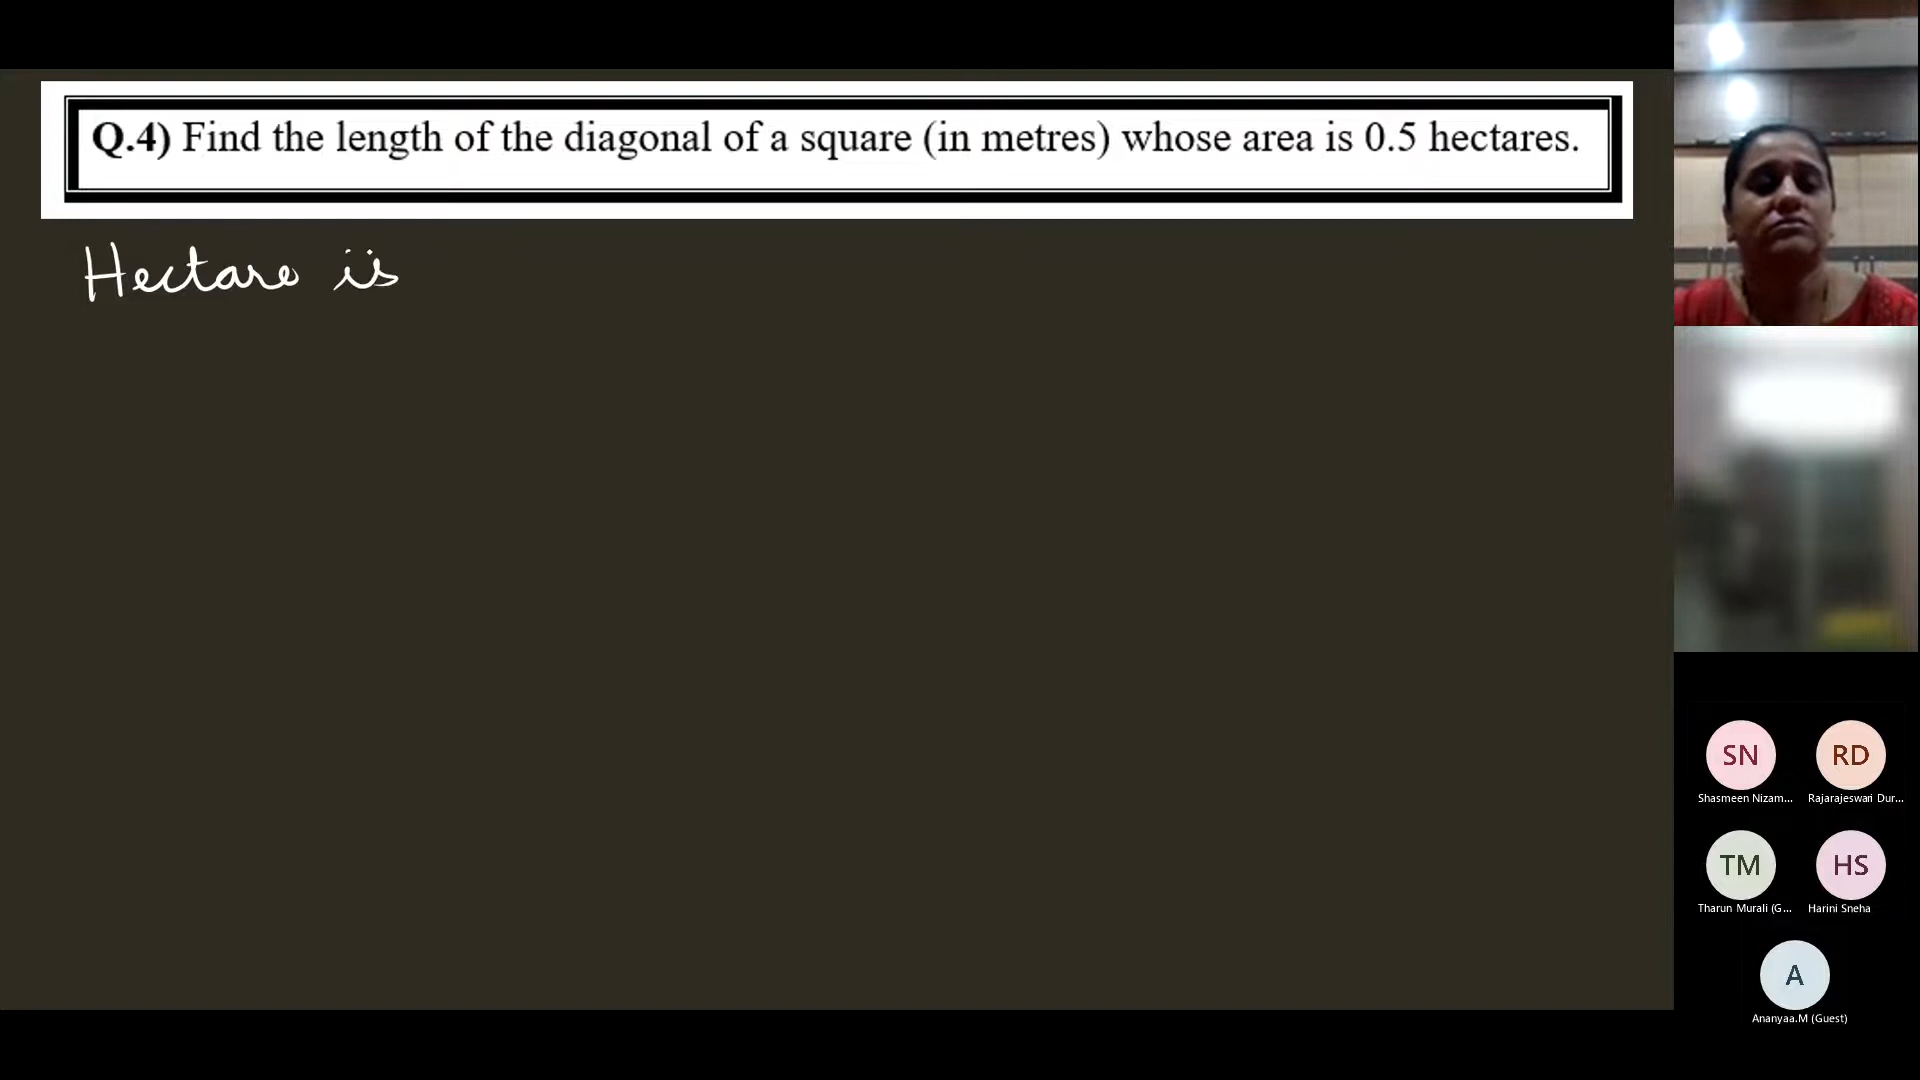 Q.4) Find the length of the diagonal of a square (in metres) whose area is 0.5 hectares.
Hectare is
SN
RD
Shasmeen Nizam...
Rajarajeswari Dur...
TM
HS
Tharun Murali (G...
Harini Sneha
A
Ananyaa.M (Guest)